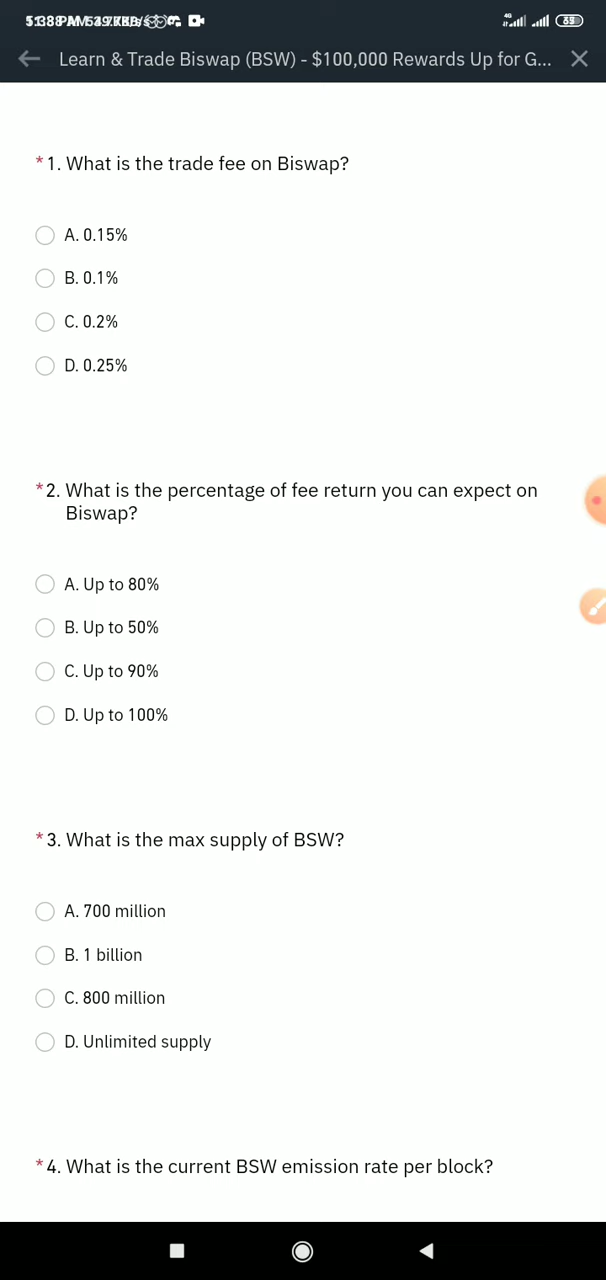 Learn & Trade Biswap (BSW) - $100,000 Rewards Up for G...
*1. What is the trade fee on Biswap?
A. 0.15%
B. 0.1%
C. 0.2%
D. 0.25%
*2. What is the percentage of fee return you can expect on
Biswap?
A. Up to 80%
B. Up to 50%
C. Up to 90%
D. Up to 100%
*3. What is the max supply of BSW?
A. 700 million
B. 1 billion
C. 800 million
D. Unlimited supply
*4. What is the current BSW emission rate per block?